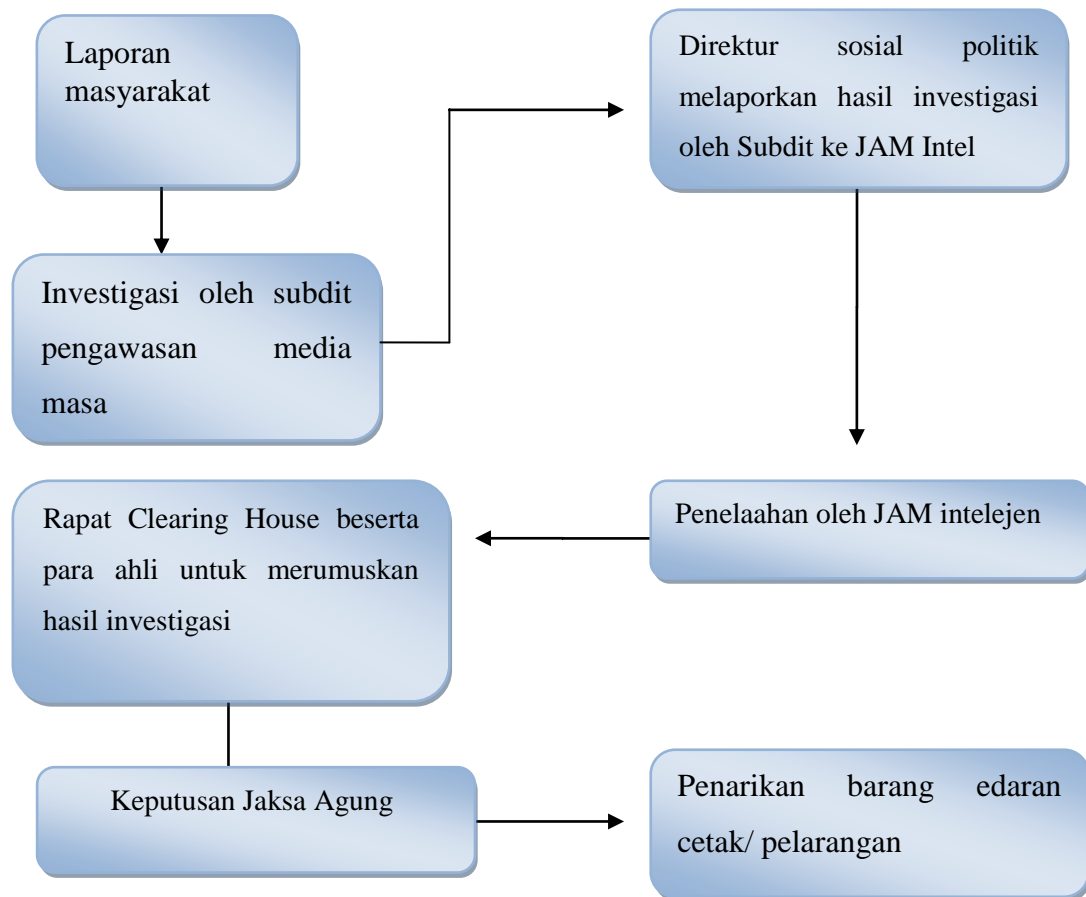 Laporan
masyarakat
Direktur sosial politik
melaporkan hasil investigasi
oleh Subdit ke JAM Intel
Investigasi oleh subdit
pengawasan media
masa
Penelaahan oleh JAM intelejen
Rapat Clearing House beserta
para ahli untuk merumuskan
hasil investigasi
Keputusan Jaksa Agung
Penarikan barang edaran
cetak/ pelarangan